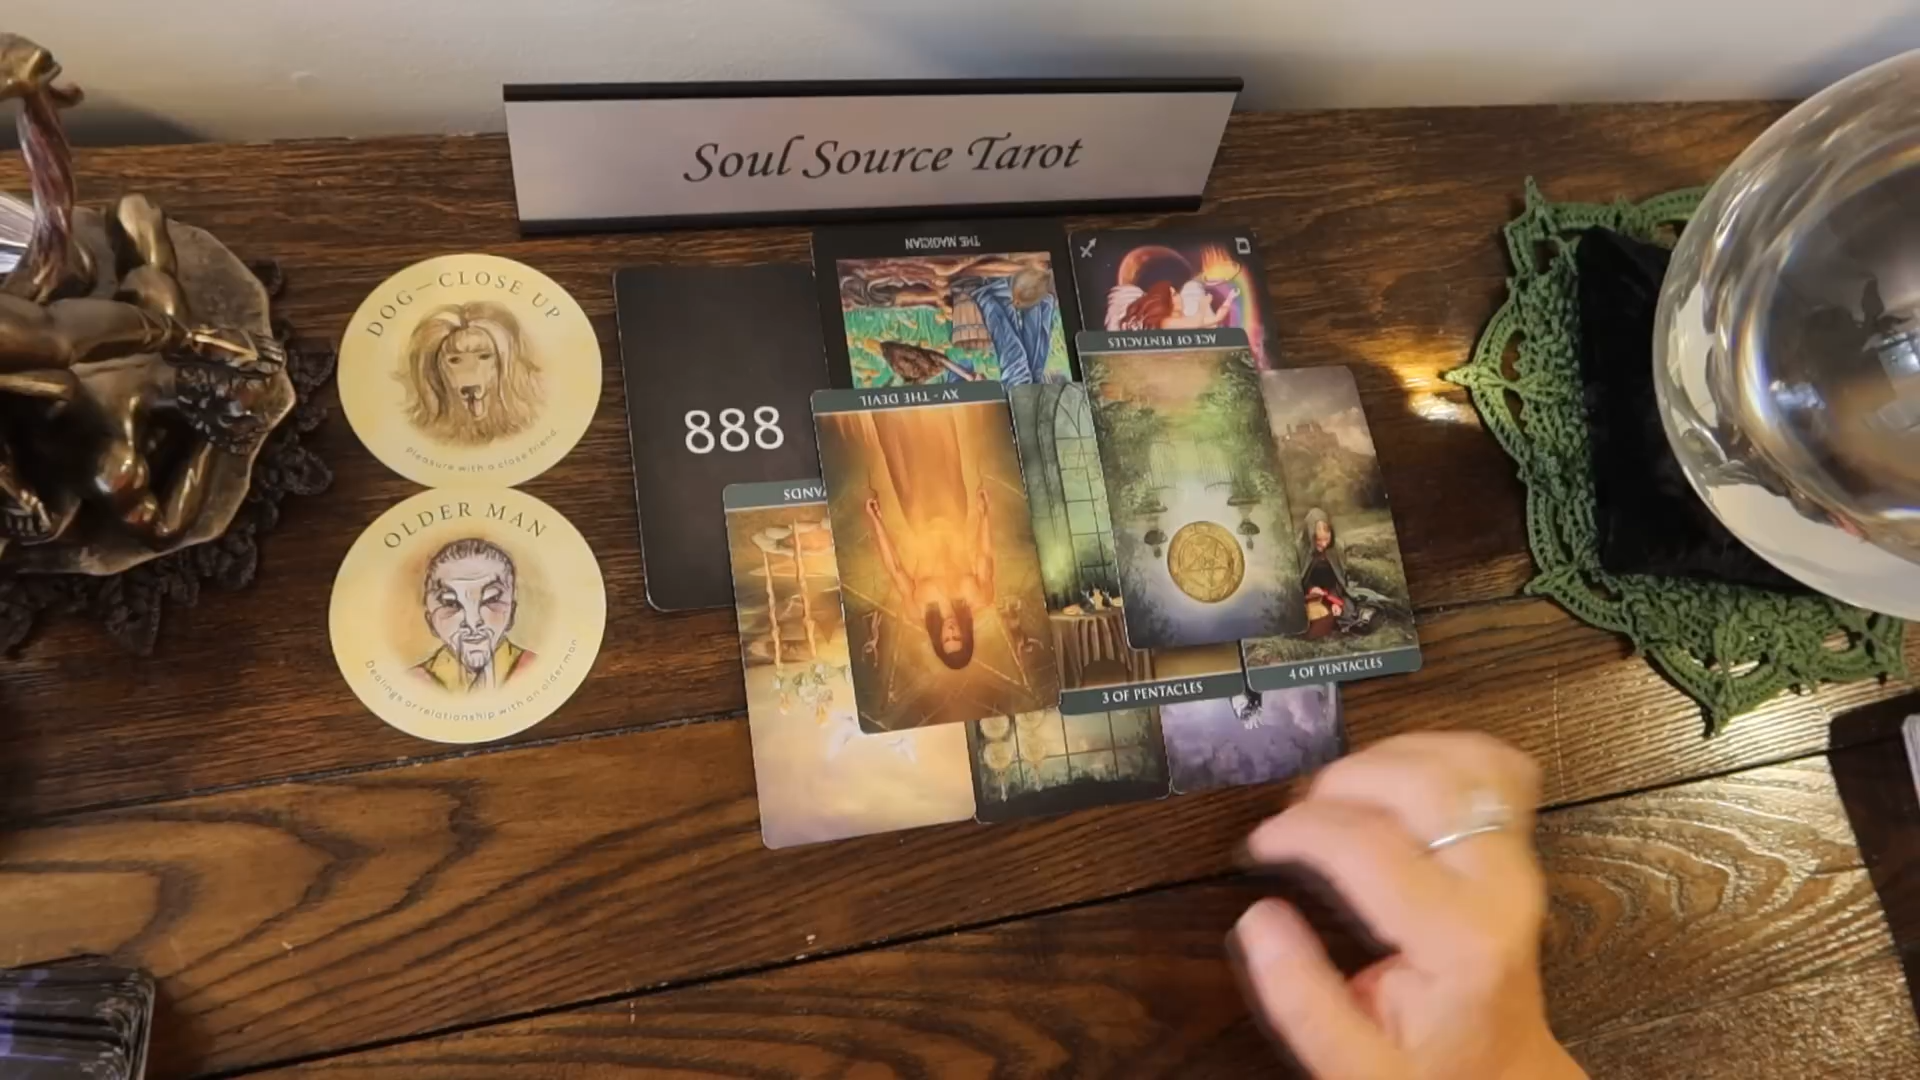 Soul Source Tarot
DOG—CLOSE UP
Pleasure with a close friend.
OLDER MAN
Dealings or relationship with an older man
888
THE MAGICIAN
ACE OF PENTACLES
XV - THE DEVIL
3 OF PENTACLES
4 OF PENTACLES